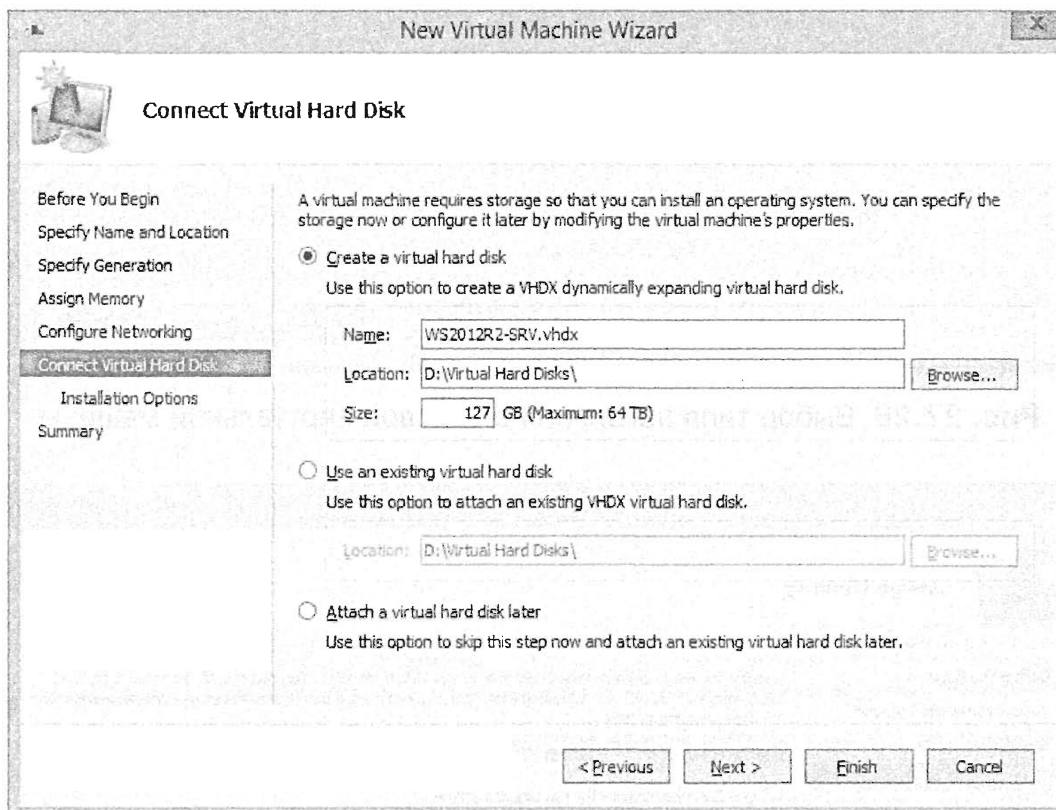 New Virtual Machine Wizard
X
Connect Virtual Hard Disk
Before You Begin
Specify Name and Location
Specify Generation
Assign Memory
Configure Networking
Connect Virtual Hard Disk
Installation Options
Summary
A virtual machine requires storage so that you can install an operating system. You can specify the
storage now or configure it later by modifying the virtual machine's properties.
Create a virtual hard disk
Use this option to create a VHDX dynamically expanding virtual hard disk.
Name: WS2012R2-SRV.vhdx
Location: D:\Virtual Hard Disks\ Browse...
Size: 127 GB (Maximum: 64 TB)
Use an existing virtual hard disk
Use this option to attach an existing VHDX virtual hard disk.
Location: D:\Virtual Hard Disks\ Browse...
Attach a virtual hard disk later
Use this option to skip this step now and attach an existing virtual hard disk later.
< Previous Next > Finish Cancel